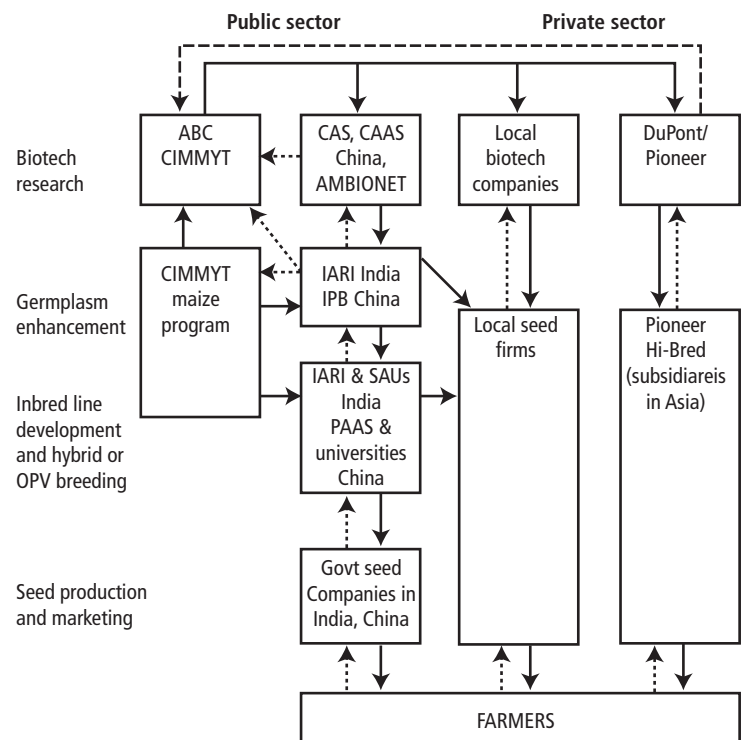 Public sector
Private sector
Biotech
research
ABC
CIMMYT
CAS, CAAS
China,
AMBIONET
Local
biotech
companies
DuPont/
Pioneer
Germplasm
enhancement
CIMMYT
maize
program
IARI India
IPB China
Local seed
firms
Pioneer
Hi-Bred
(subsidiareis
in Asia)
Inbred line
development
and hybrid or
OPV breeding
IARI & SAUs
India
PAAS &
universities
China
Seed production
and marketing
Govt seed
Companies in
India, China
FARMERS